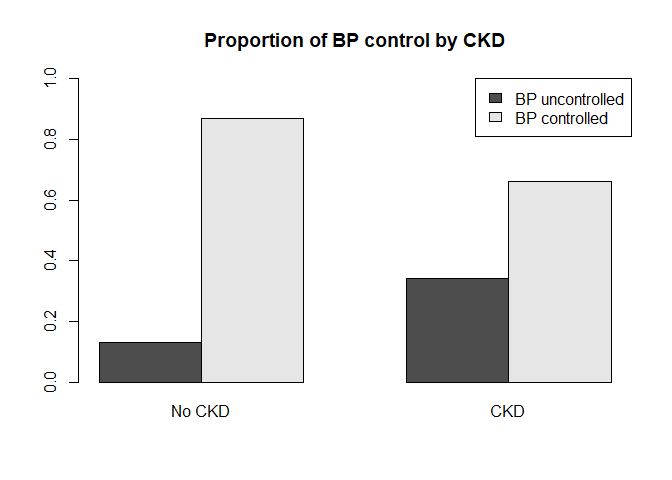 Proportion of BP control by CKD
BP uncontrolled
BP controlled
1.0
0.8
0.6
0.4
0.2
0.0
No CKD
CKD